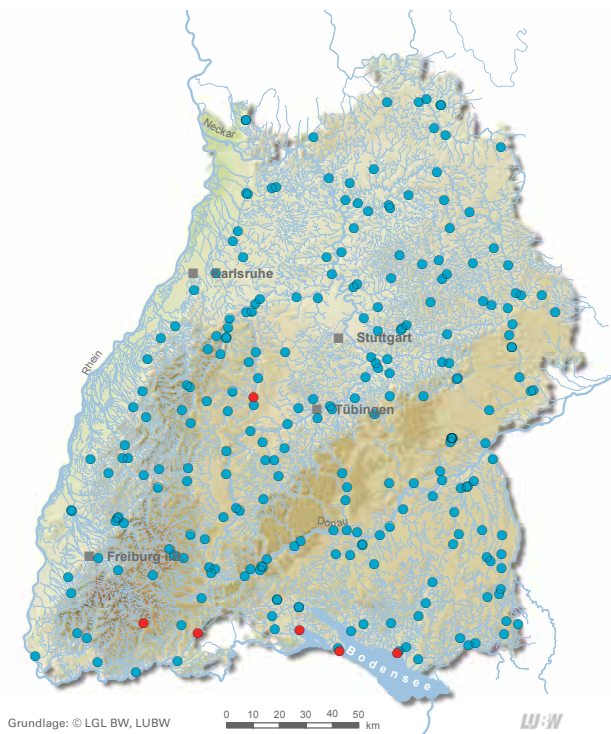 Neckar
Karlsruhe
Stuttgart
Rhein
Tübingen
Donau
Freiburg i.
Bodensee
Grundlage: © LGL BW, LUBW
0 10 20 30 40 50
km
LUBW